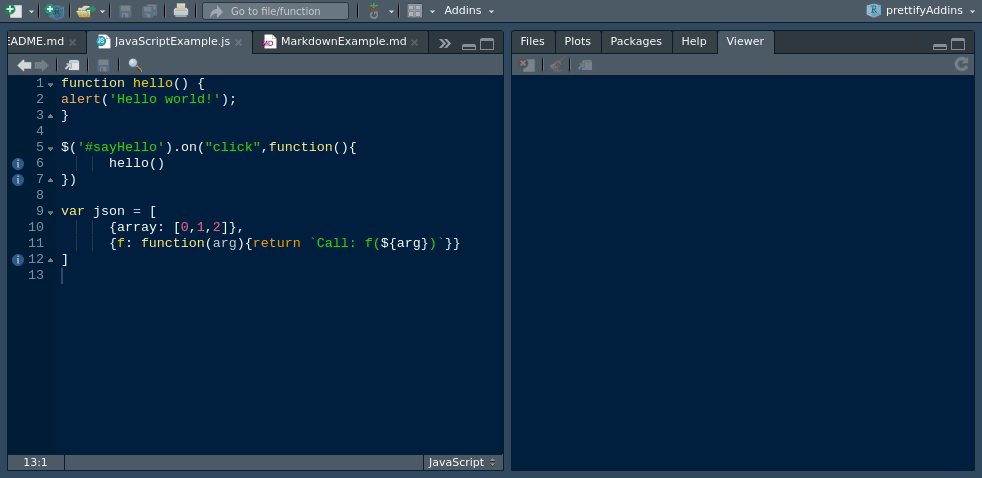 Go to file/function
Addins
prettifyAddins
EADME.md
JavaScriptExample.js
MarkdownExample.md
Files
Plots
Packages
Help
Viewer
1 function hello() {
2 alert('Hello world!');
3 }
4
5 $('#sayHello').on("click",function(){
6 hello()
7 })
8
9 var json = [
10 {array: [0,1,2]},
11 {f: function(arg){return `Call: f(${arg})`}}
12 ]
13
13:1
JavaScript